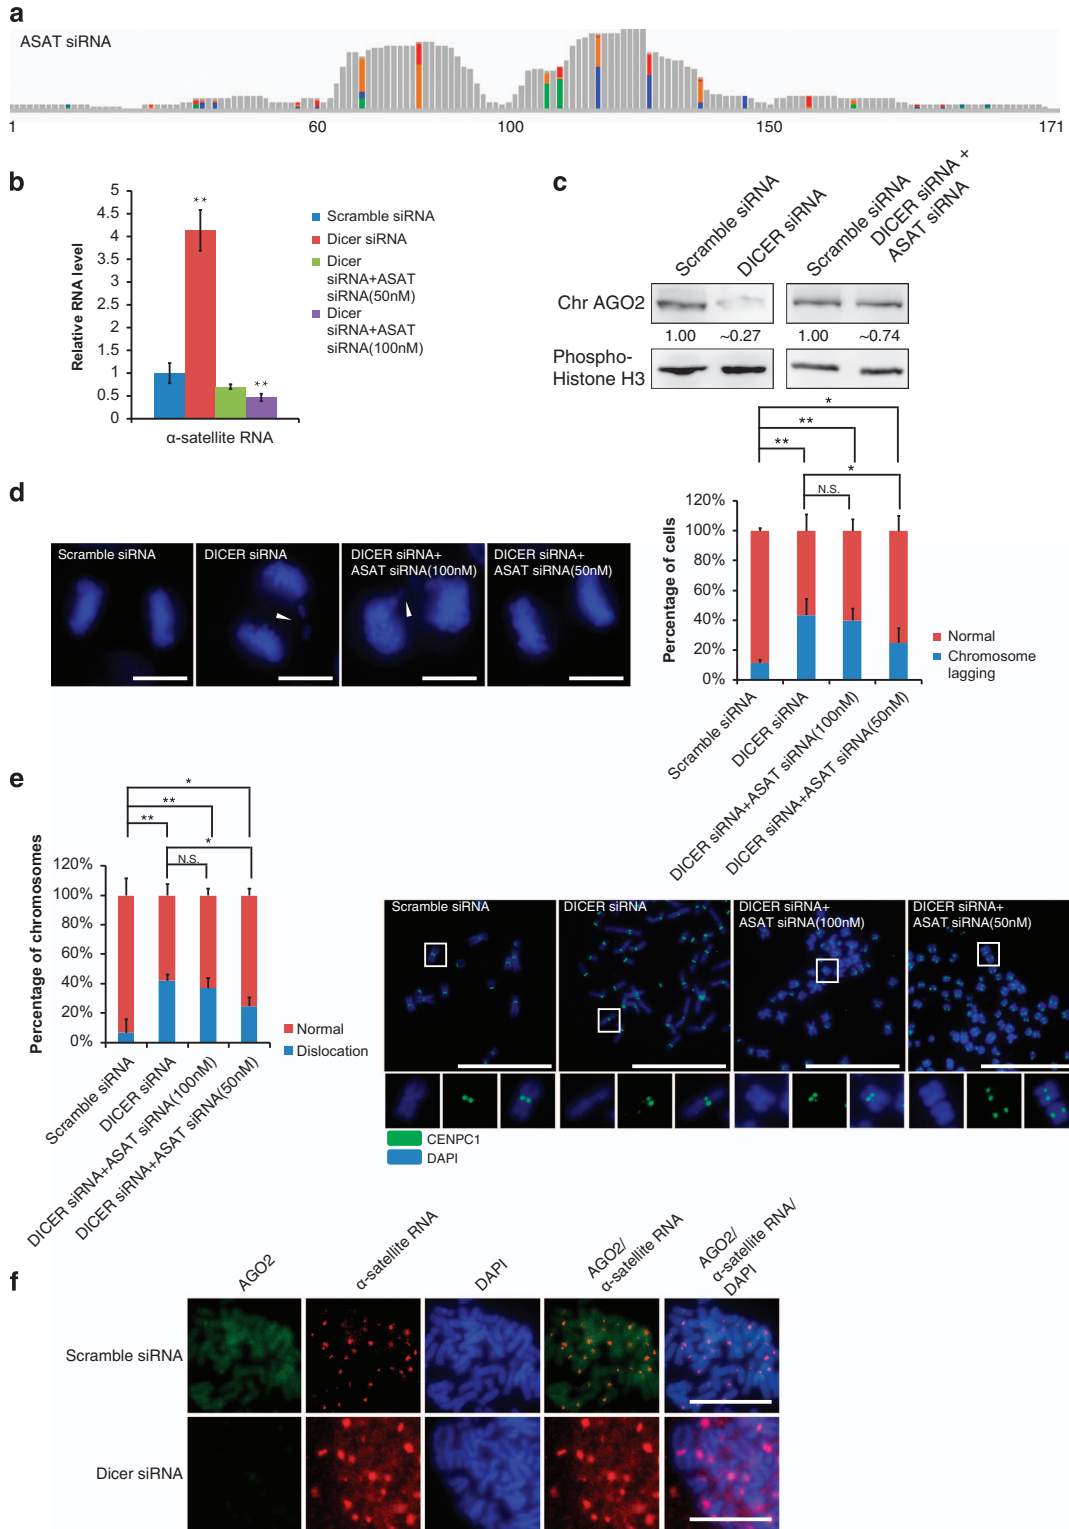 a
ASAT siRNA
1 60 100 150 171
b
Relative RNA level
5
4.5
4
3.5
3
2.5
2
1.5
1
0.5
0
**
**
α-satellite RNA
Scramble siRNA
Dicer siRNA
Dicer
siRNA+ASAT
siRNA(50nM)
Dicer
siRNA+ASAT
siRNA(100nM)
c
Scramble siRNA
DICER siRNA
Scramble siRNA
DICER siRNA +
ASAT siRNA
Chr AGO2
1.00 ~0.27 1.00 ~0.74
Phospho-
Histone H3
d
Scramble siRNA
DICER siRNA
DICER siRNA+
ASAT siRNA(100nM)
DICER siRNA+
ASAT siRNA(50nM)
*
**
**
*
N.S.
Percentage of cells
120%
100%
80%
60%
40%
20%
0%
Scramble siRNA
DICER siRNA
DICER siRNA+ASAT siRNA(100nM)
DICER siRNA+ASAT siRNA(50nM)
Normal
Chromosome
lagging
e
*
**
**
*
N.S.
Percentage of chromosomes
120%
100%
80%
60%
40%
20%
0%
Scramble siRNA
DICER siRNA
DICER siRNA+ASAT siRNA(100nM)
DICER siRNA+ASAT siRNA(50nM)
Normal
Dislocation
Scramble siRNA
DICER siRNA
DICER siRNA+
ASAT siRNA(100nM)
DICER siRNA+
ASAT siRNA(50nM)
CENPC1
DAPI
f
AGO2
α-satellite RNA
DAPI
AGO2/
α-satellite RNA
AGO2/
α-satellite RNA/
DAPI
Scramble siRNA
Dicer siRNA